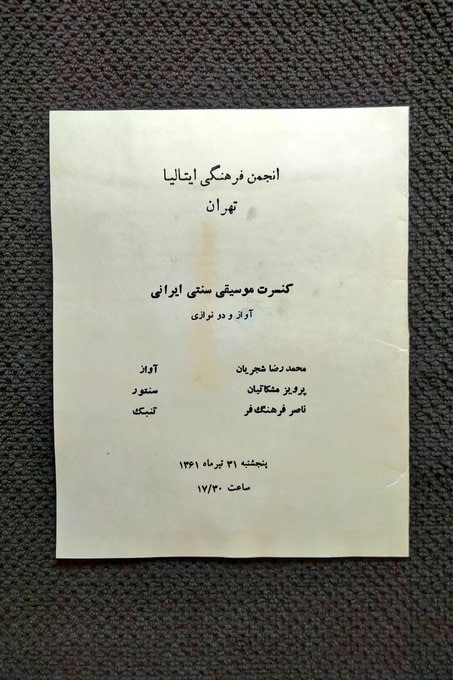 انجمن فرهنگی ایتالیا
تهران
کنسرت موسیقی سنتی ایرانی
آواز و دو نوازی
محمد رضا شجریان آواز
پرویز مشکاتیان سنتور
ناصر فرهنگ‌فر تنبک
پنجشنبه ۳۱ تیرماه ۱۳۶۱
ساعت ۱۷/۳۰